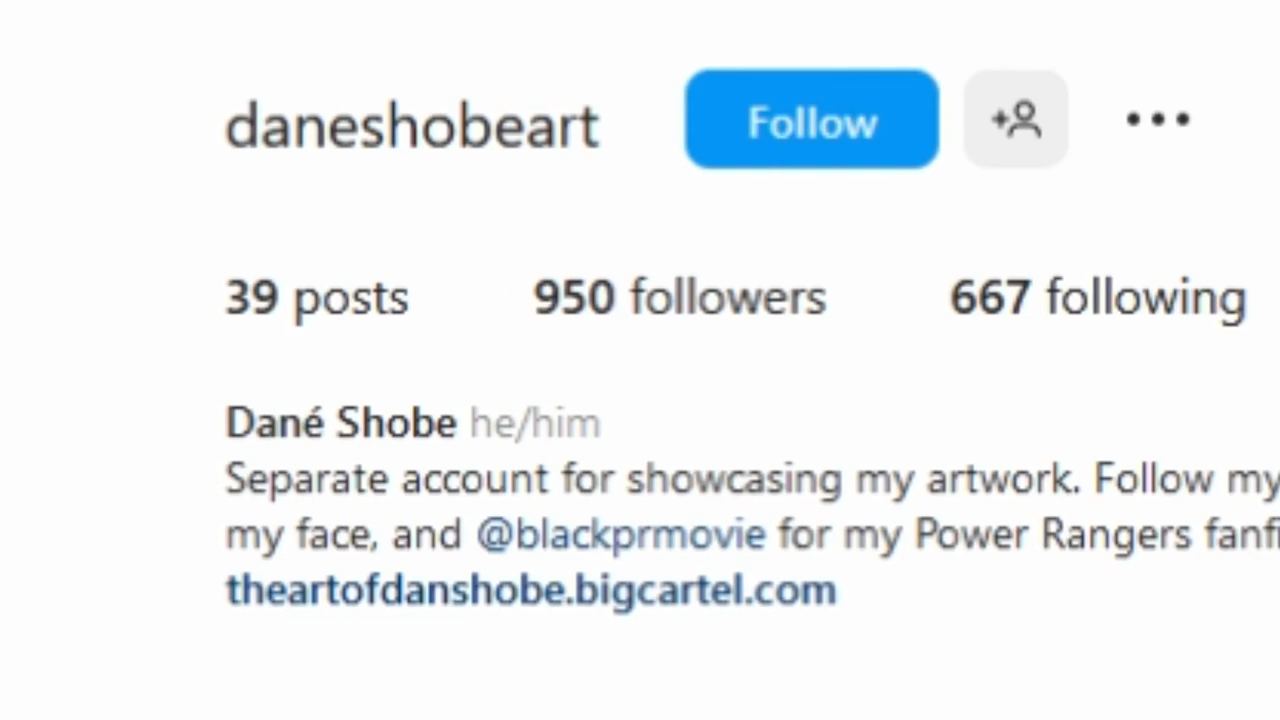 daneshobeart Follow
39 posts 950 followers 667 following
Dané Shobe he/him
Separate account for showcasing my artwork. Follow my
my face, and @blackprmovie for my Power Rangers
theartofdanshobe.bigcartel.com